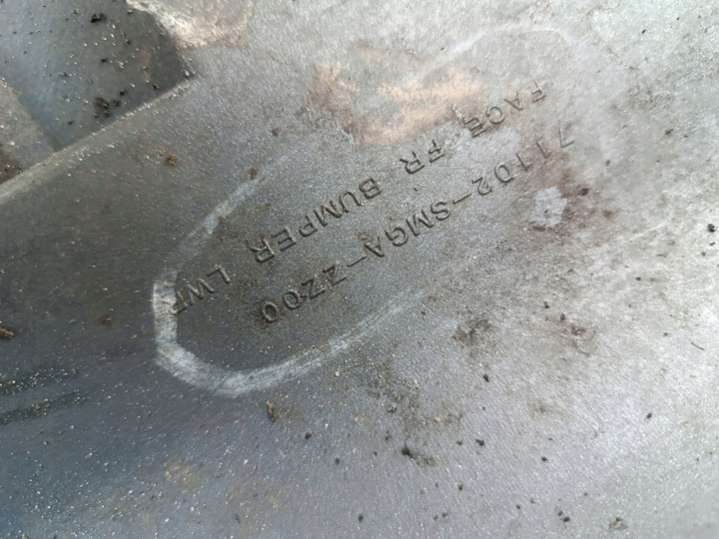 71102-SMGA-ZZ00
FACE FR BUMPER LWR